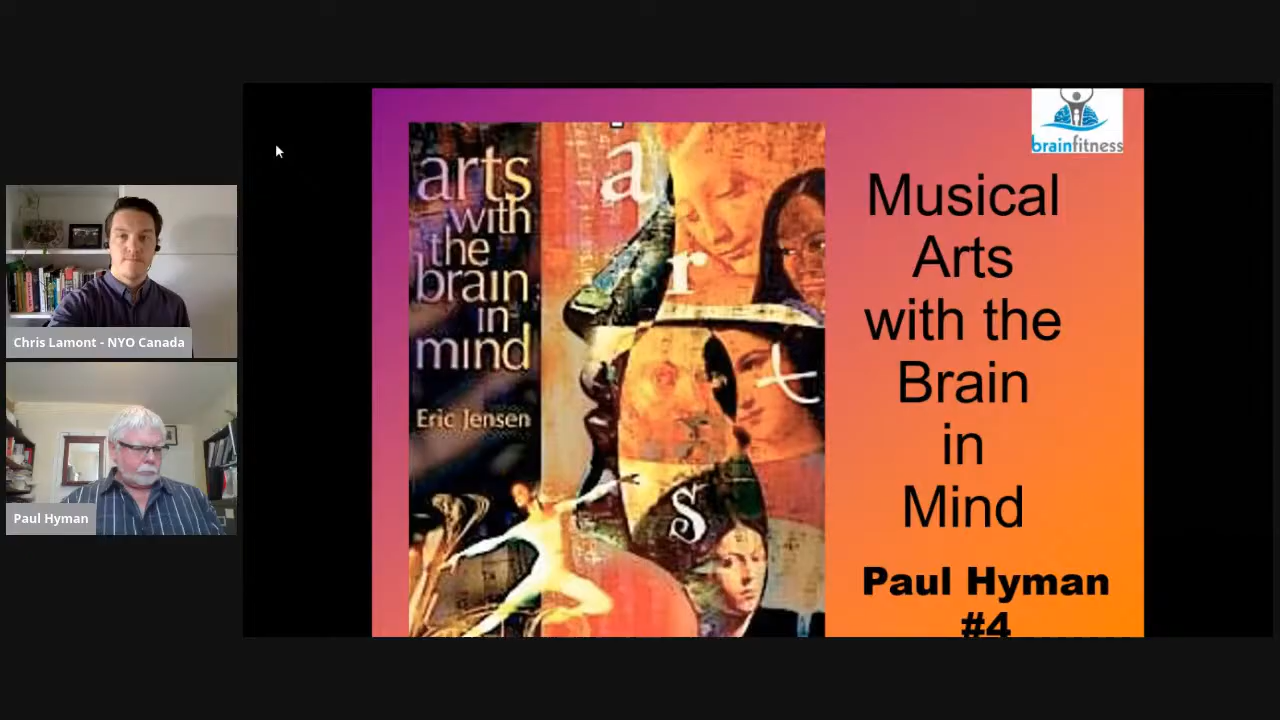 Chris Lamont - NYO Canada
Paul Hyman
arts
with
the
brain
in
mind
Eric Jensen
a
r
t
s
brainfitness
Musical
Arts
with the
Brain
in
Mind
Paul Hyman
#4